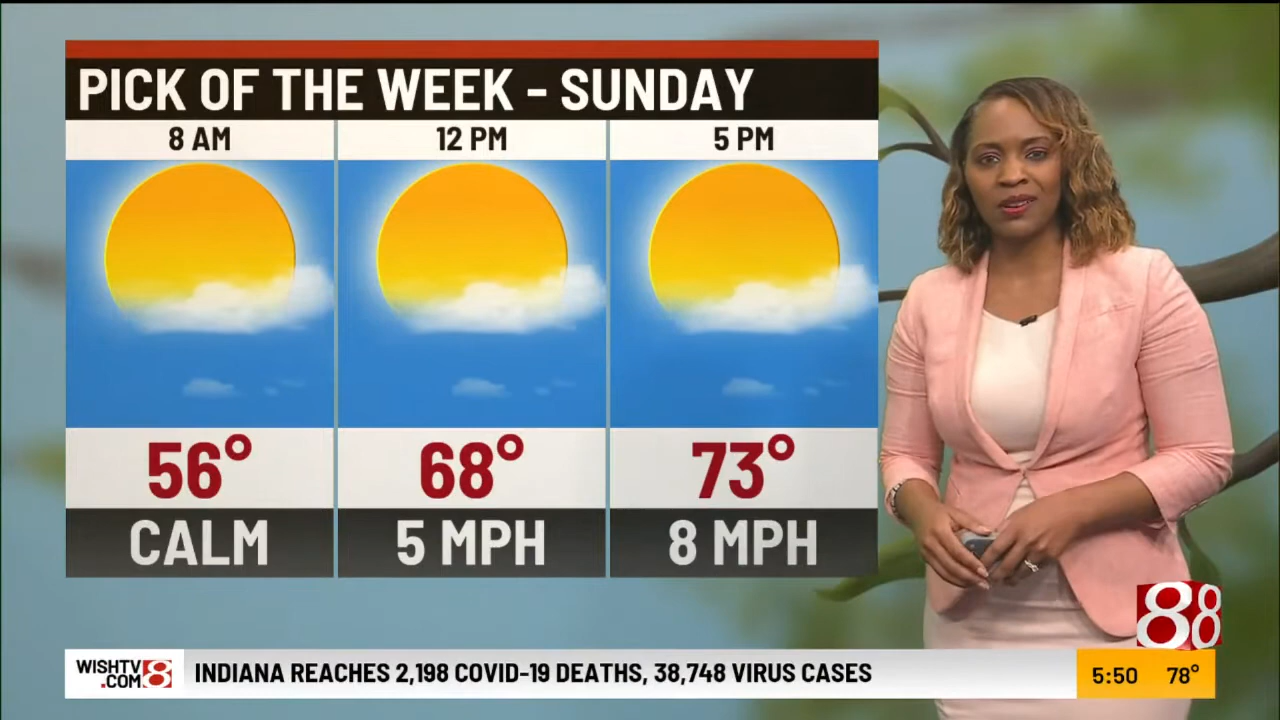 PICK OF THE WEEK - SUNDAY
8 AM
12 PM
5 PM
56°
68°
73°
CALM
5 MPH
8 MPH
8
8
WISHTV
.COM 8
INDIANA REACHES 2,198 COVID-19 DEATHS, 38,748 VIRUS CASES
5:50
78°